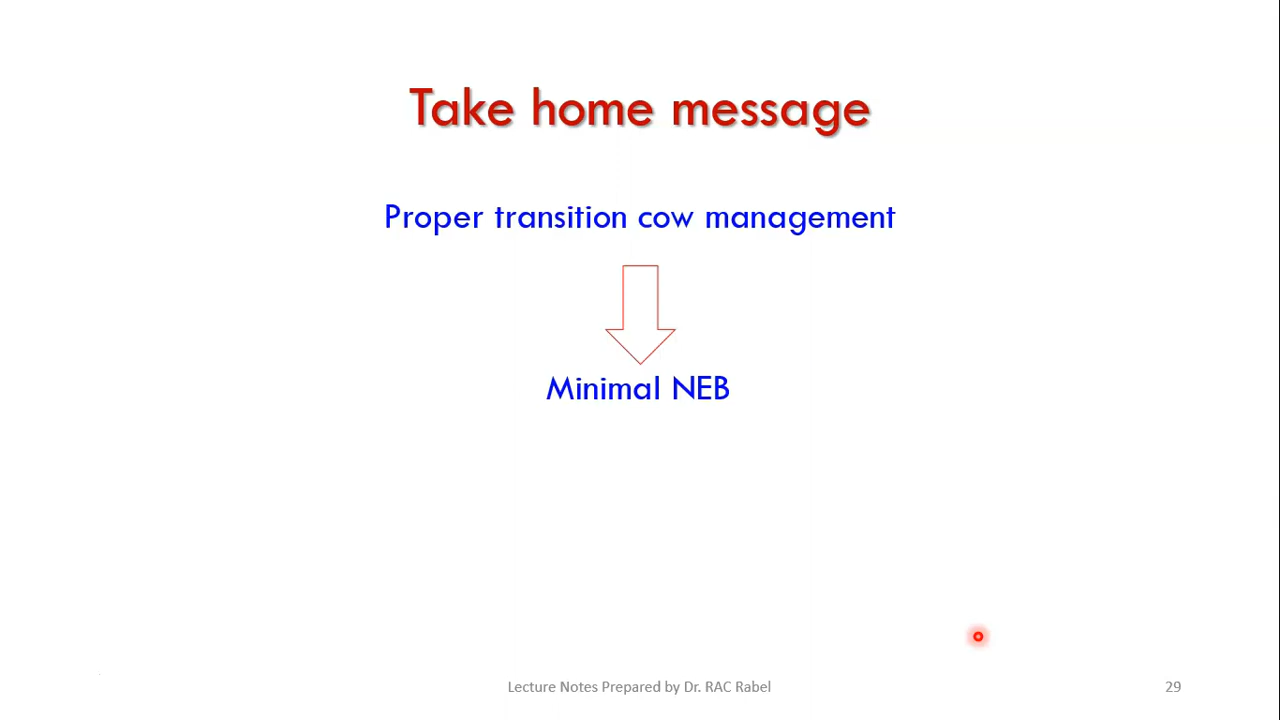 Take home message
Proper transition cow management
Minimal NEB
Lecture Notes Prepared by Dr. RAC Rabel
29